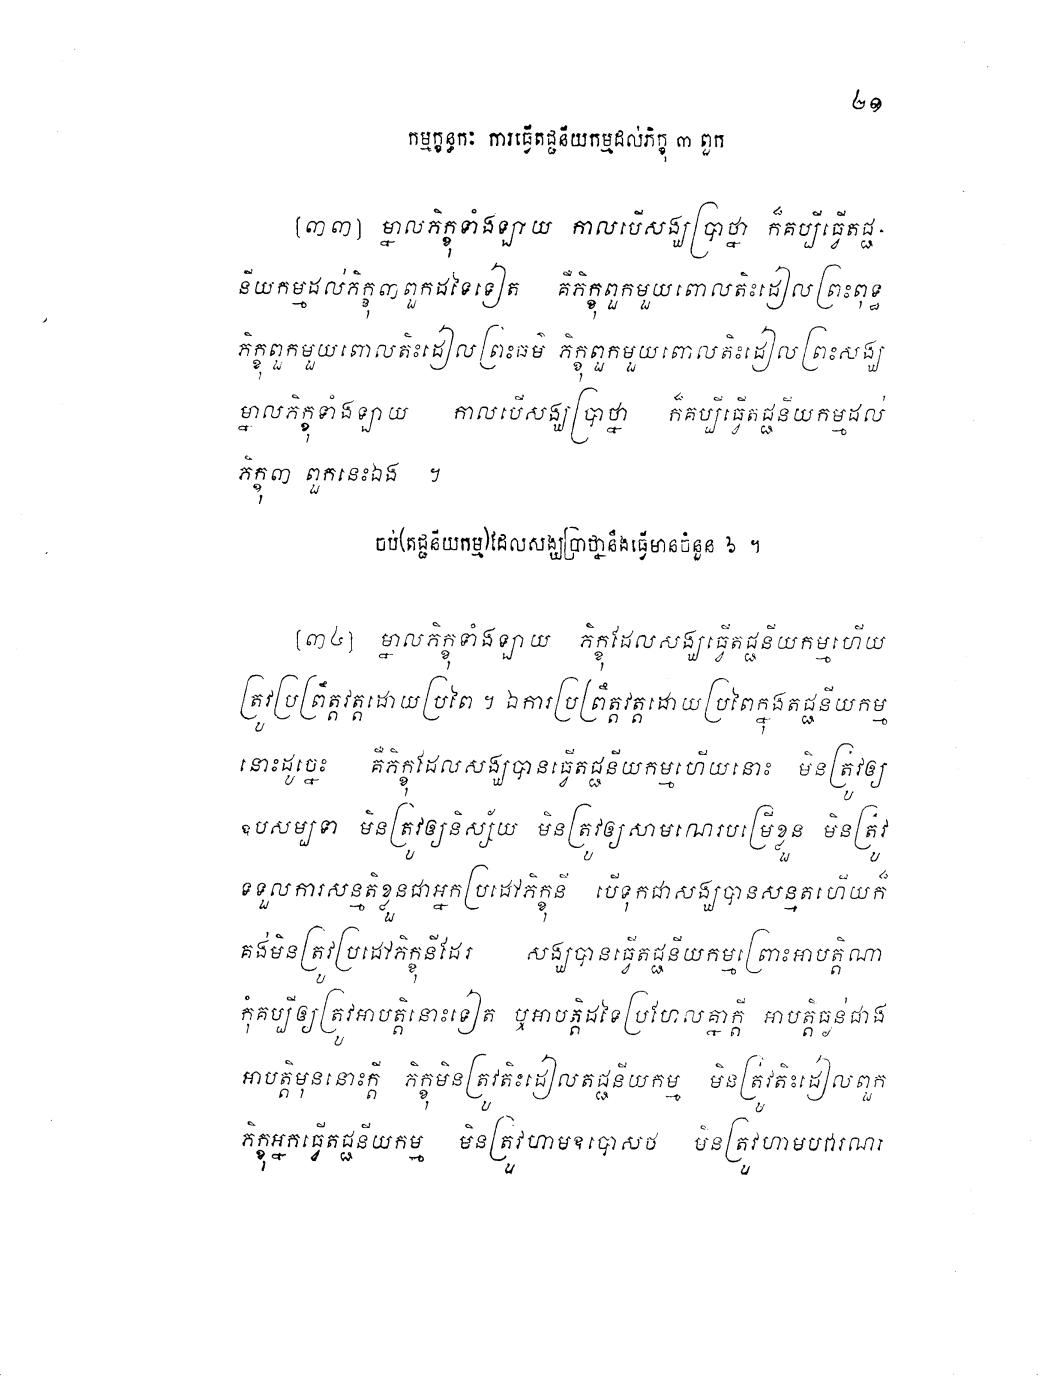 ២១
កម្មក្ខន្ធកៈ ការធ្វើតជ្ជនីយកម្មដល់ភិក្ខុ ៣ ពួក
[៣៣] ម្នាលភិក្ខុទាំងឡាយ កាលបើសង្ឃប្រាថ្នា ក៏គប្បីធ្វើតជ្ជ-
នីយកម្មដល់ភិក្ខុ៣ពួកដទៃទៀត គឺភិក្ខុពួកមួយពោលតិះដៀលព្រះពុទ្ធ
ភិក្ខុពួកមួយពោលតិះដៀលព្រះធម៌ ភិក្ខុពួកមួយពោលតិះដៀលព្រះសង្ឃ
ម្នាលភិក្ខុទាំងឡាយ កាលបើសង្ឃប្រាថ្នា ក៏គប្បីធ្វើតជ្ជនីយកម្មដល់
ភិក្ខុ៣ ពួកនេះឯង ។
ចប់(តជ្ជនីយកម្ម)ដែលសង្ឃប្រាថ្នានឹងធ្វើមានចំនួន ៦ ។
[៣៤] ម្នាលភិក្ខុទាំងឡាយ ភិក្ខុដែលសង្ឃធ្វើតជ្ជនីយកម្មហើយ
ត្រូវប្រព្រឹត្តវត្តដោយប្រពៃ ។ ឯការប្រព្រឹត្តវត្តដោយប្រពៃក្នុងតជ្ជនីយកម្ម
នោះដូច្នេះ គឺភិក្ខុដែលសង្ឃបានធ្វើតជ្ជនីយកម្មហើយនោះ មិនត្រូវឲ្យ
ឧបសម្បទា មិនត្រូវឲ្យនិស្ស័យ មិនត្រូវឲ្យសាមណេរបម្រើខ្លួន មិនត្រូវ
ទទួលការសន្មតិខ្លួនជាអ្នកប្រដៅភិក្ខុនី បើទុកជាសង្ឃបានសន្មតហើយក៏
គង់មិនត្រូវប្រដៅភិក្ខុនីដែរ សង្ឃបានធ្វើតជ្ជនីយកម្មព្រោះអាបត្តិណា
កុំគប្បីឲ្យត្រូវអាបត្តិនោះទៀត ឬអាបត្តិដទៃប្រហែលគ្នាក្តី អាបត្តិធ្ងន់ជាង
អាបត្តិមុននោះក្តី ភិក្ខុមិនត្រូវតិះដៀលតជ្ជនីយកម្ម មិនត្រូវតិះដៀលពួក
ភិក្ខុអ្នកធ្វើតជ្ជនីយកម្ម មិនត្រូវហាមឧបោសថ មិនត្រូវហាមបវារណា